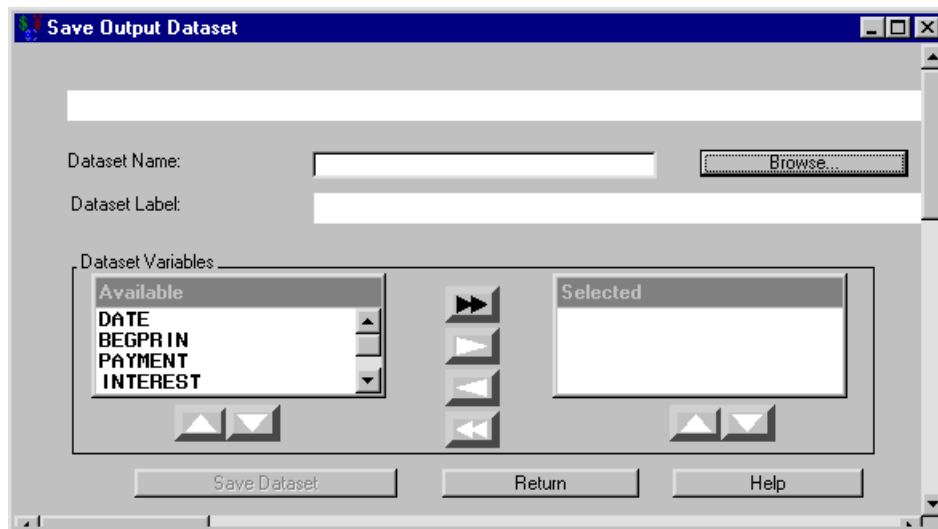 Save Output Dataset
Dataset Name:
Browse...
Dataset Label:
Dataset Variables
Available
Selected
DATE
BEGPRIN
PAYMENT
INTEREST
Save Dataset
Return
Help